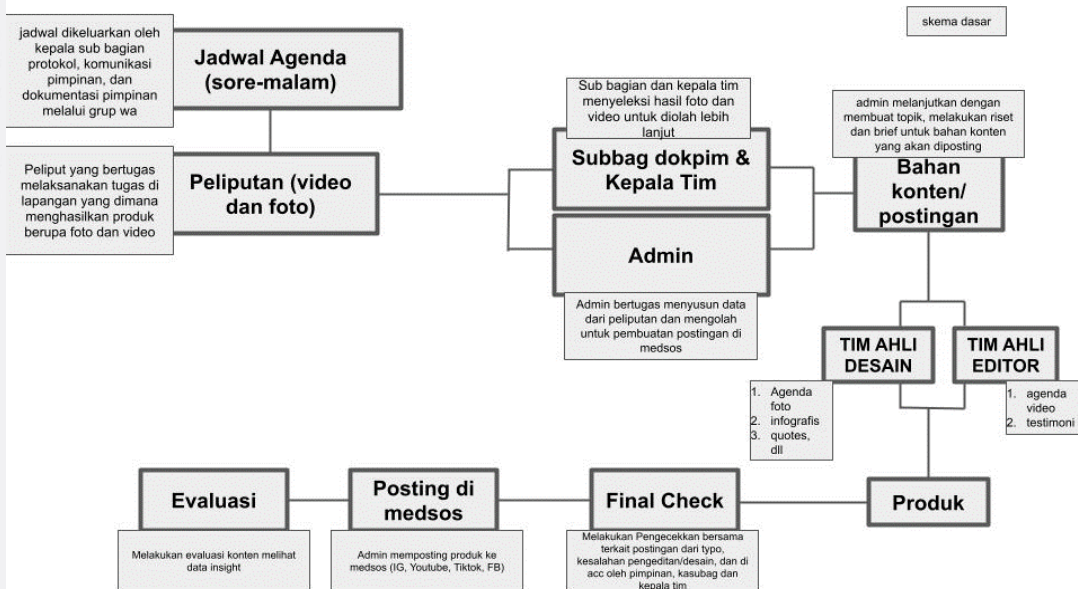 skema dasar
jadwal dikeluarkan oleh
kepala sub bagian
protokol, komunikasi
pimpinan, dan
dokumentasi pimpinan
melalui grup wa
Jadwal Agenda
(sore-malam)
Peliput yang bertugas
melaksanakan tugas di
lapangan yang dimana
menghasilkan produk
berupa foto dan video
Peliputan (video
dan foto)
Sub bagian dan kepala tim
menyeleksi hasil foto dan
video untuk diolah lebih
lanjut
Subbag dokpim &
Kepala Tim
Admin
Admin bertugas menyusun data
dari peliputan dan mengolah
untuk pembuatan postingan di
medsos
admin melanjutkan dengan
membuat topik, melakukan riset
dan brief untuk bahan konten
yang akan diposting
Bahan
konten/
postingan
TIM AHLI
DESAIN
1. Agenda
foto
2. infografis
3. quotes,
dll
TIM AHLI
EDITOR
1. agenda
video
2. testimoni
Produk
Final Check
Melakukan Pengecekkan bersama
terkait postingan dari typo,
kesalahan pengeditan/desain, dan di
acc oleh pimpinan, kasubag dan
kepala tim
Posting di
medsos
Admin memposting produk ke
medsos (IG, Youtube, Tiktok, FB)
Evaluasi
Melakukan evaluasi konten melihat
data insight